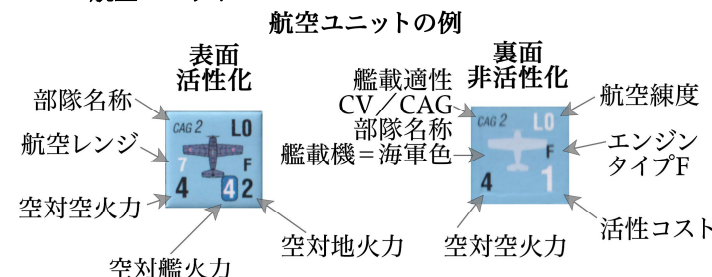 航空ユニットの例
表面
活性化
部隊名称
航空レンジ
空対空火力
空対艦火力
空対地火力
CAG 2
LO
7
F
4
4
2
裏面
非活性化
艦載適性
CV／CAG
部隊名称
艦載機＝海軍色
空対空火力
航空練度
エンジン
タイプF
活性コスト
CAG 2
LO
F
4
1